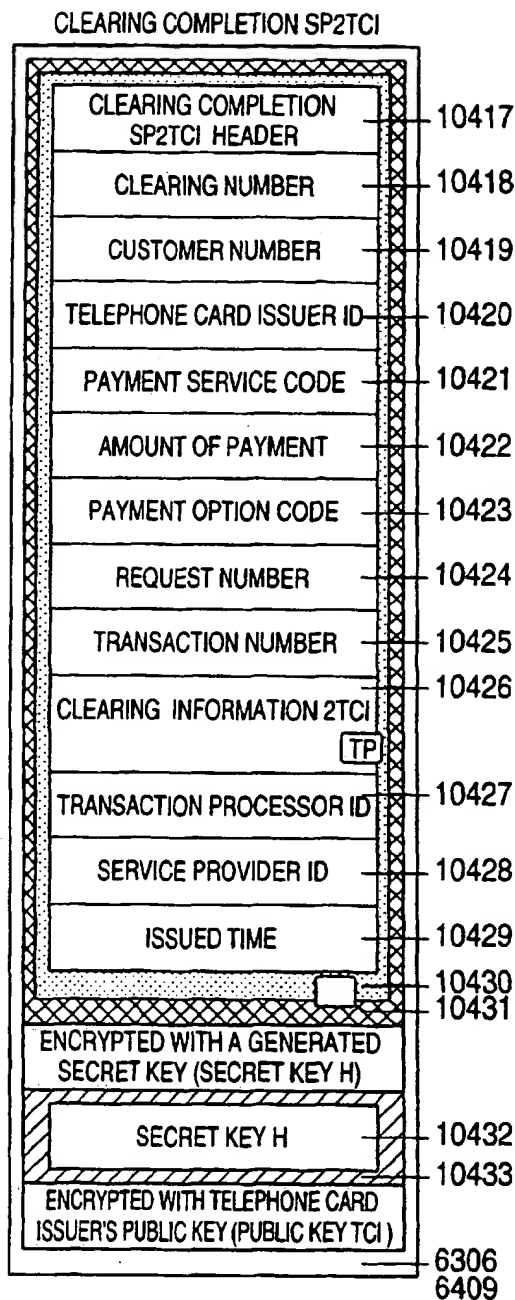 CLEARING COMPLETION SP2TCI
CLEARING COMPLETION
SP2TCI HEADER
10417
CLEARING NUMBER
10418
CUSTOMER NUMBER
10419
TELEPHONE CARD ISSUER ID
10420
PAYMENT SERVICE CODE
10421
AMOUNT OF PAYMENT
10422
PAYMENT OPTION CODE
10423
REQUEST NUMBER
10424
TRANSACTION NUMBER
10425
10426
CLEARING INFORMATION 2TCI
TP
TRANSACTION PROCESSOR ID
10427
SERVICE PROVIDER ID
10428
ISSUED TIME
10429
10430
10431
ENCRYPTED WITH A GENERATED
SECRET KEY (SECRET KEY H)
SECRET KEY H
10432
10433
ENCRYPTED WITH TELEPHONE CARD
ISSUER'S PUBLIC KEY (PUBLIC KEY TCI )
6306
6409